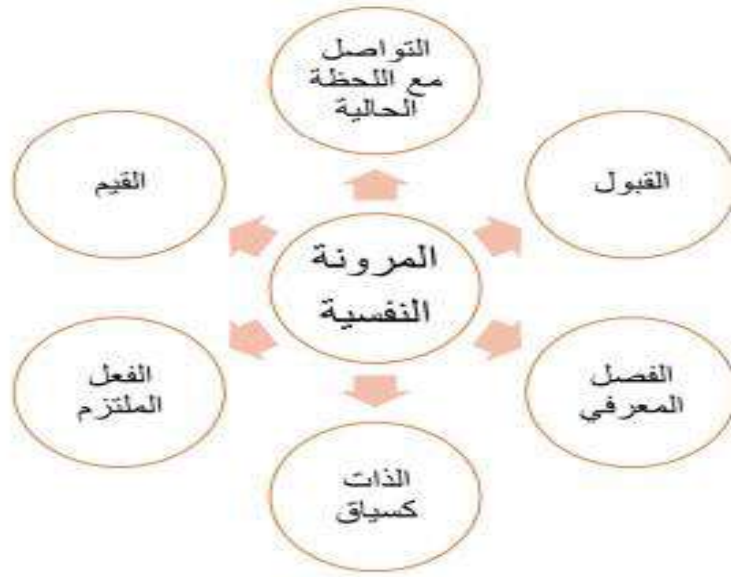 التواصل
مع اللحظة
الحالية
القبول
القيم
المرونة
النفسية
الفصل
المعرفي
الفعل
الملتزم
الذات
كسياق